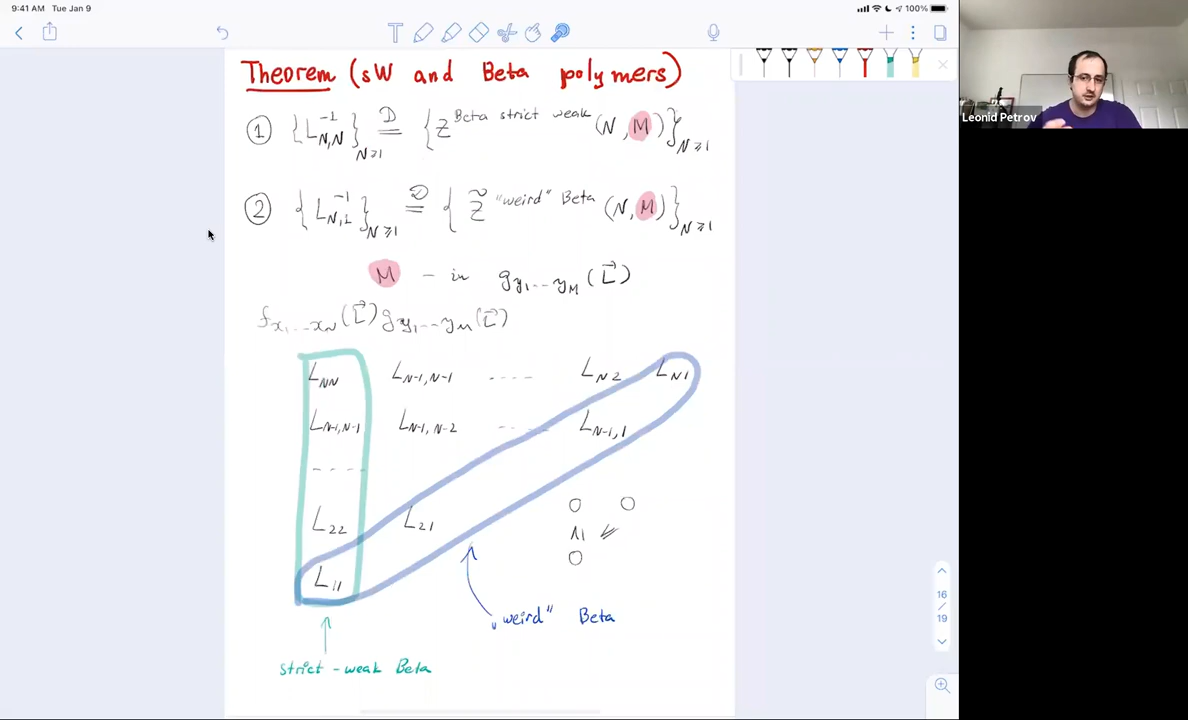 9:41 AM Tue Jan 9
100%
Theorem (sW and Beta polymers)
① {L_{N,N}^{-1}}_{N≥1} =^D {Z^{Beta strict weak} (N, M)}_{N≥1}
② {L_{N,1}^{-1}}_{N≥1} =^D {Z̃^{"weird" Beta} (N, M)}_{N≥1}
M – in g_{y_1...y_M} (L⃗)
f_{x_1...x_N} (L⃗) g_{y_1...y_M} (L⃗)
L_{NN} L_{N-1,N-1} .... L_{N2} L_{N1}
L_{N-1,N-1} L_{N-1,N-2} .... L_{N-1,1}
....
L_{22} L_{21}
L_{11}
"weird" Beta
strict-weak Beta
Leonid Petrov
16
/
19